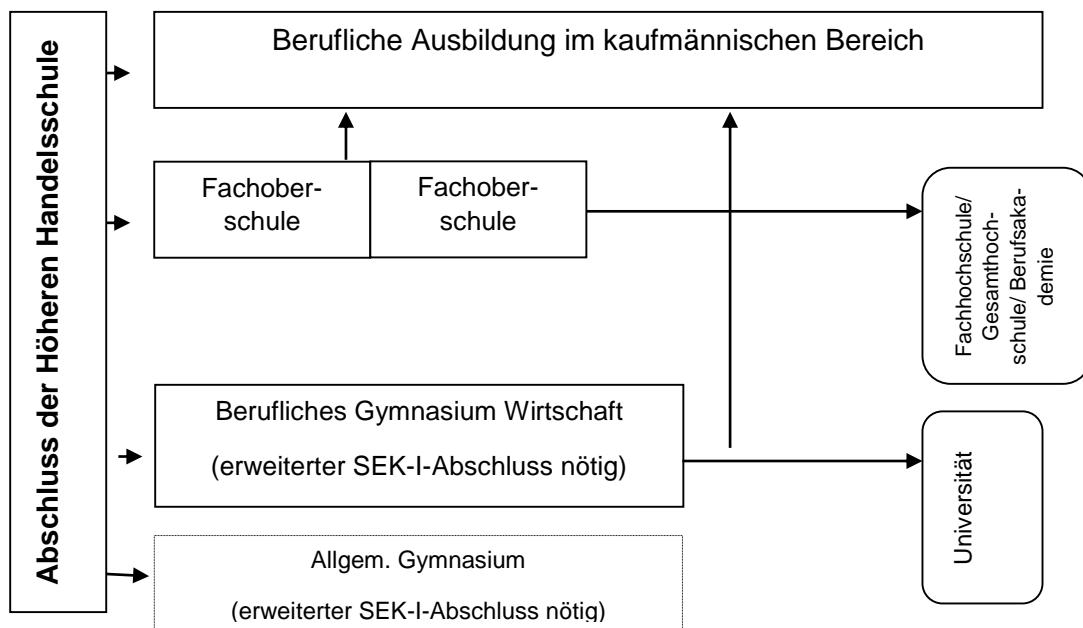 Abschluss der Höheren Handelsschule
Berufliche Ausbildung im kaufmännischen Bereich
Fachober-
schule
Fachober-
schule
Fachhochschule/
Gesamthoch-
schule/ Berufsaka-
demie
Berufliches Gymnasium Wirtschaft
(erweiterter SEK-I-Abschluss nötig)
Universität
Allgem. Gymnasium
(erweiterter SEK-I-Abschluss nötig)